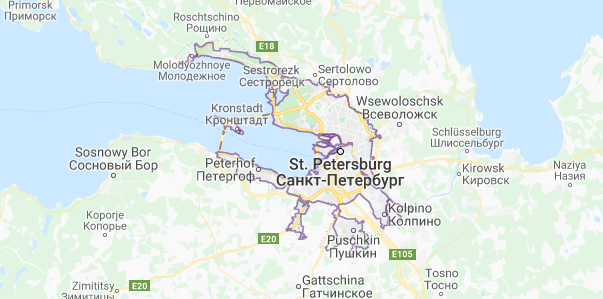 Primorsk
Приморск
Первомайское
Roschtschino
Рощино
E18
Molodyozhnoye
Молодежное
Sestrorezk
Сестрорецк
Sertolowo
Сертолово
Kronstadt
Кронштадт
Wsewoloschsk
Всеволожск
Schlüsselburg
Шлиссельбург
Sosnowy Bor
Сосновый Бор
Peterhof
Петергоф
St. Petersburg
Санкт-Петербург
Kirowsk
Кировск
Naziya
Назия
Koporje
Копорье
Kolpino
Колпино
E20
Puschkin
Пушкин
E105
Zimititsy
Зимитицы
E20
Gattschina
Гатчинское
Tosno
Тосно